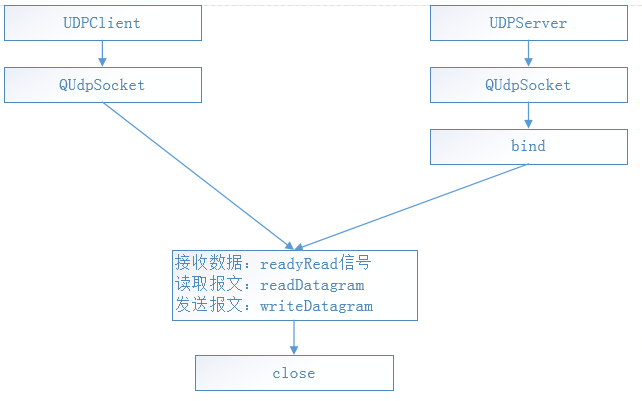 UDPClient
UDPServer
QUdpSocket
QUdpSocket
bind
接收数据：readyRead信号
读取报文：readDatagram
发送报文：writeDatagram
close